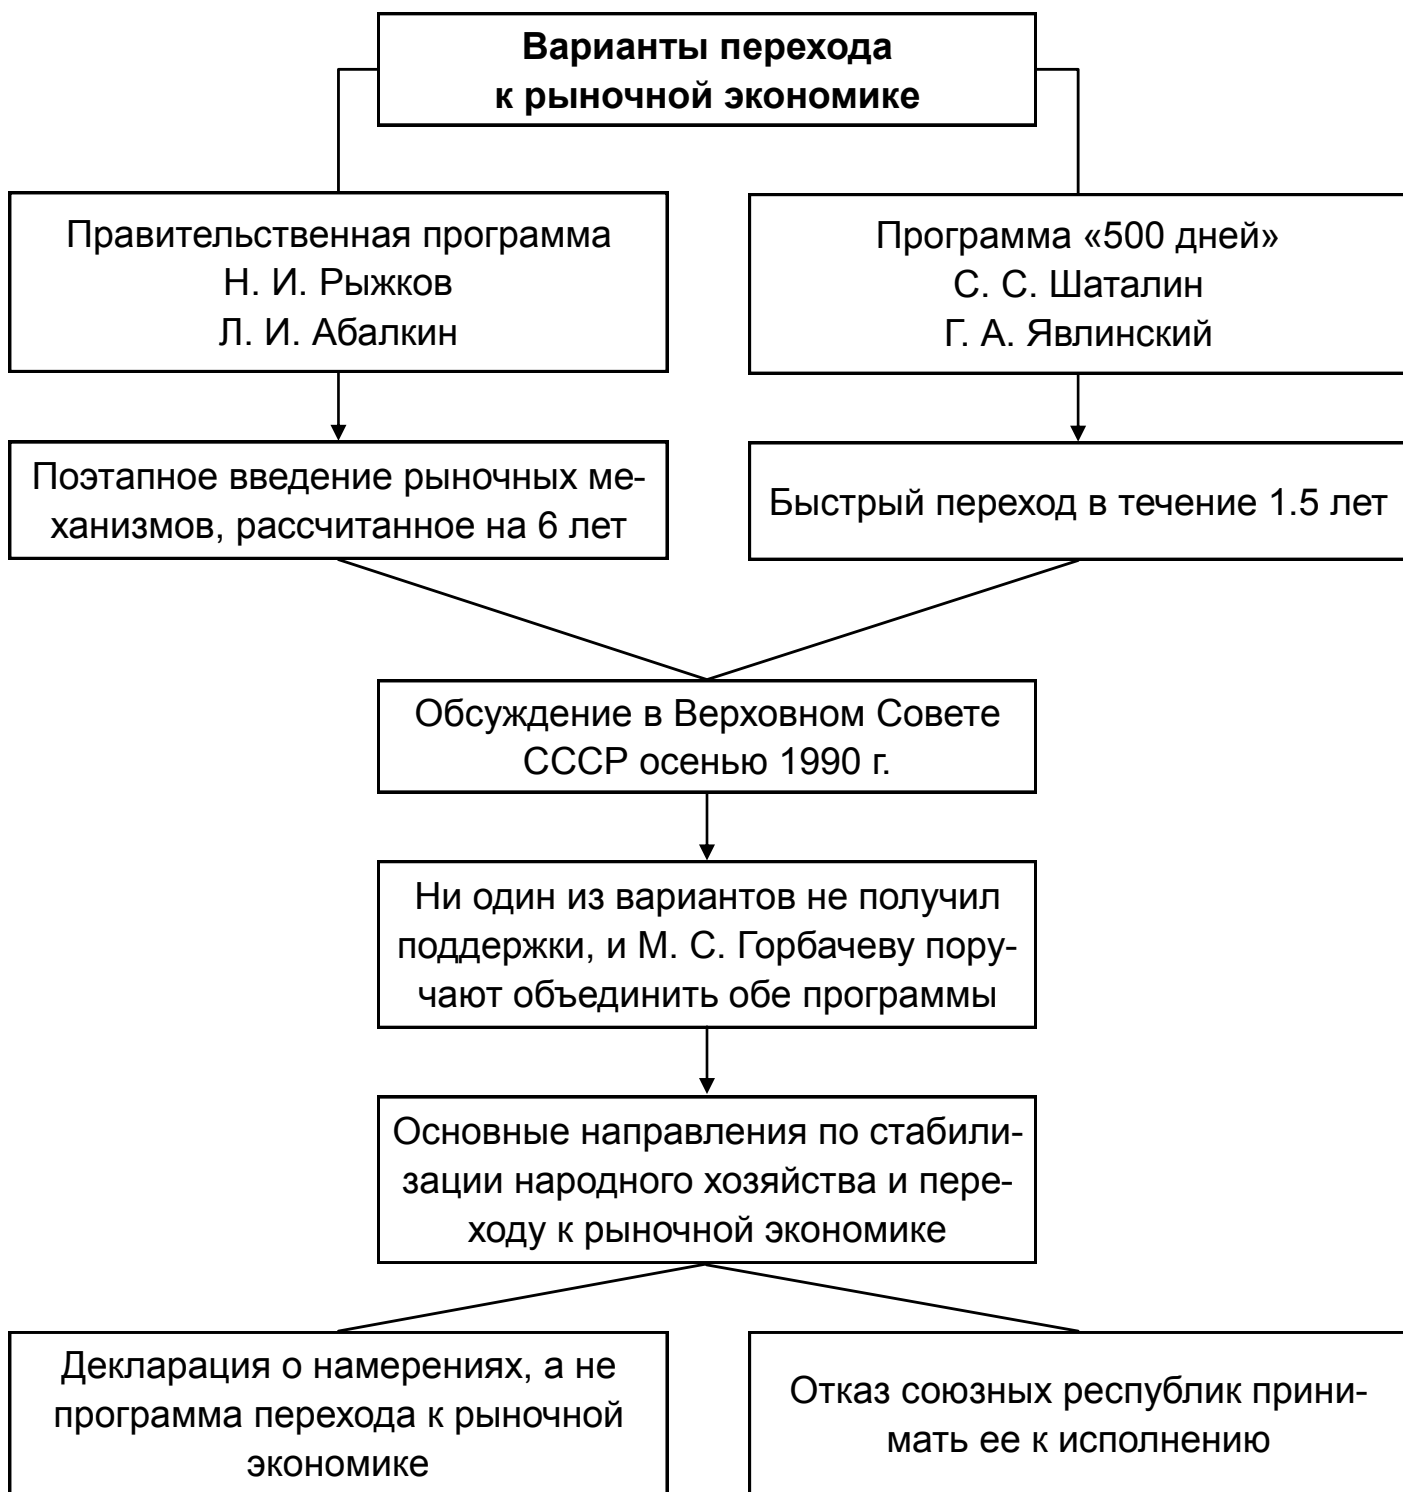 Варианты перехода
к рыночной экономике
Правительственная программа
Н. И. Рыжков
Л. И. Абалкин
Программа «500 дней»
С. С. Шаталин
Г. А. Явлинский
Поэтапное введение рыночных ме-
ханизмов, рассчитанное на 6 лет
Быстрый переход в течение 1.5 лет
Обсуждение в Верховном Совете
СССР осенью 1990 г.
Ни один из вариантов не получил
поддержки, и М. С. Горбачеву пору-
чают объединить обе программы
Основные направления по стабили-
зации народного хозяйства и пере-
ходу к рыночной экономике
Декларация о намерениях, а не
программа перехода к рыночной
экономике
Отказ союзных республик прини-
мать ее к исполнению